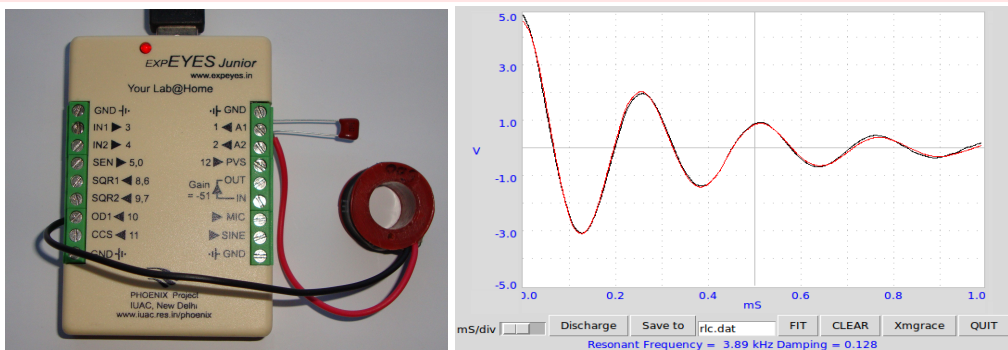 EXPEYES Junior
www.expeyes.in
Your Lab@Home
GND
IN1 ▶ 3
IN2 ▶ 4
SEN ▶ 5,0
SQR1 ◀ 8,6
SQR2 ◀ 9,7
OD1 ◀ 10
CCS ◀ 11
GND
GND
1 ◀ A1
2 ◀ A2
12 ▶ PVS
Gain = -51
OUT
IN
MIC
SINE
GND
PHOENIX Project
IUAC, New Delhi
www.iuac.res.in/phoenix
5.0
3.0
1.0
V
-1.0
-3.0
-5.0
0.0 0.2 0.4 0.6 0.8 1.0
mS
mS/div Discharge Save to rlc.dat FIT CLEAR Xmgrace QUIT
Resonant Frequency = 3.89 kHz Damping = 0.128